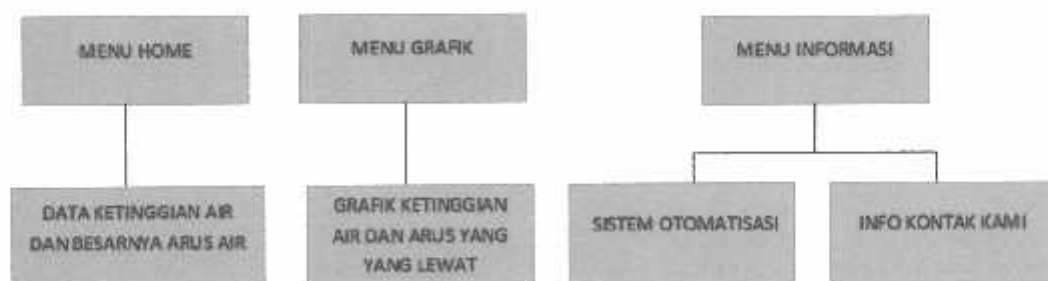 MENU HOME
MENU GRAFIK
MENU INFORMASI
DATA KETINGGIAN AIR
DAN BESARNYA ARUS AIR
GRAFIK KETINGGIAN
AIR DAN ARUS YANG
YANG LEWAT
SISTEM OTOMATISASI
INFO KONTAK KAMI